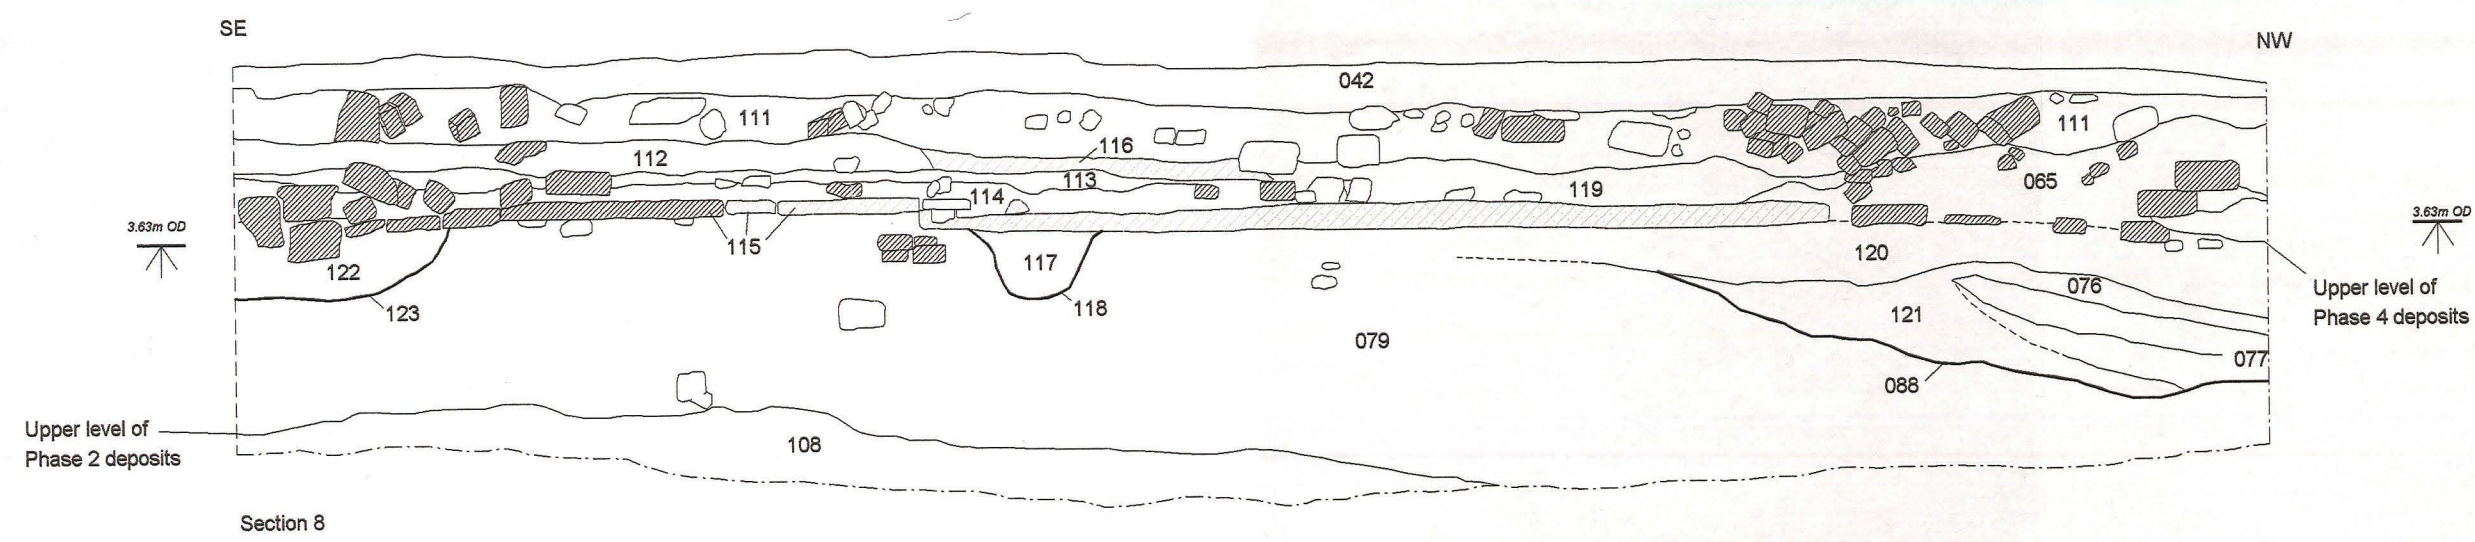 SE
NW
042
111
111
116
112
113
065
119
114
3.63m OD
3.63m OD
115
120
117
122
076
Upper level of
Phase 4 deposits
118
123
121
079
077
088
Upper level of
Phase 2 deposits
108
Section 8